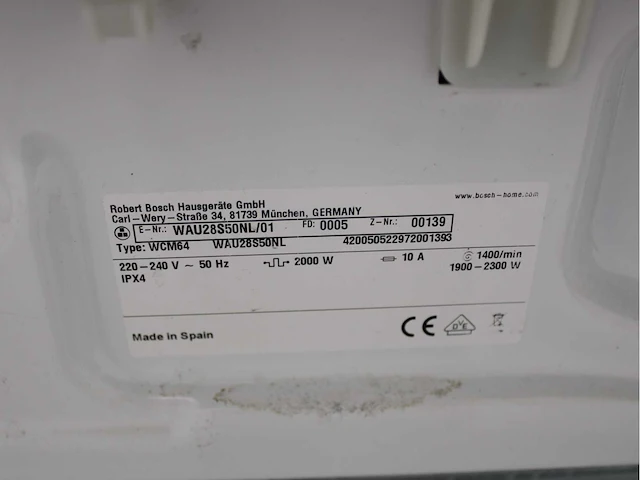 Robert Bosch Hausgeräte GmbH
www.bosch-home.com
Carl-Wery-Straße 34, 81739 München, GERMANY
E-Nr.: WAU28S50NL/01 FD: 0005 Z-Nr.: 00139
Type: WCM64 WAU28S50NL 420050522972001393
220-240 V ~ 50 Hz 2000 W 10 A 1400/min
IPX4 1900-2300 W
Made in Spain
CE OVE